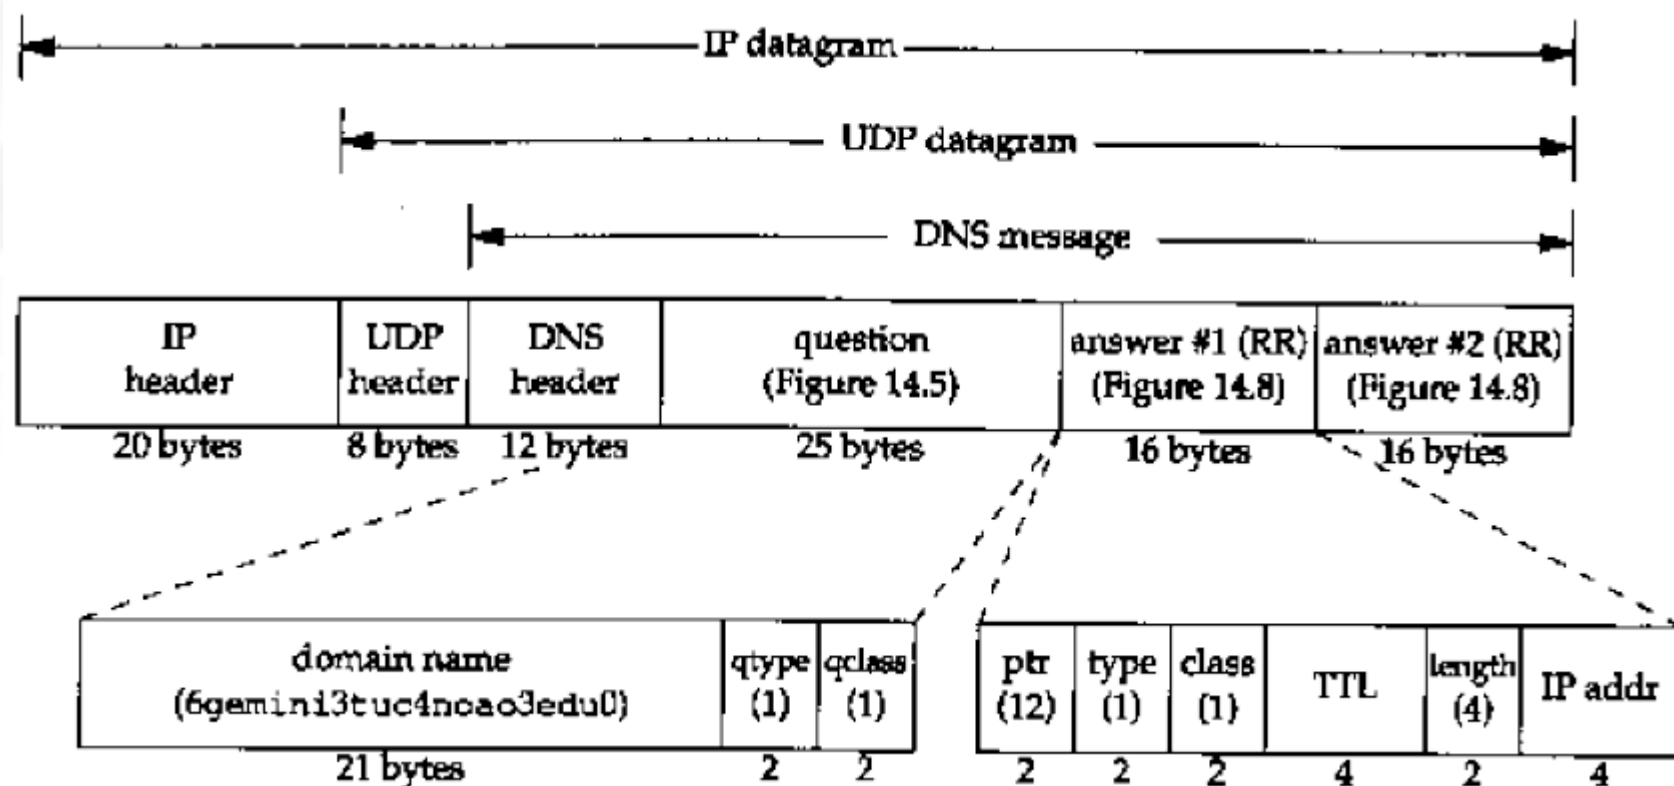 IP datagram
UDP datagram
DNS message
IP
header
UDP
header
DNS
header
question
(Figure 14.5)
answer #1 (RR)
(Figure 14.8)
answer #2 (RR)
(Figure 14.8)
20 bytes
8 bytes
12 bytes
25 bytes
16 bytes
16 bytes
domain name
(6gemini3tuc4noao3edu0)
qtype
(1)
qclass
(1)
ptr
(12)
type
(1)
class
(1)
TTL
length
(4)
IP addr
21 bytes
2
2
2
2
2
4
2
4